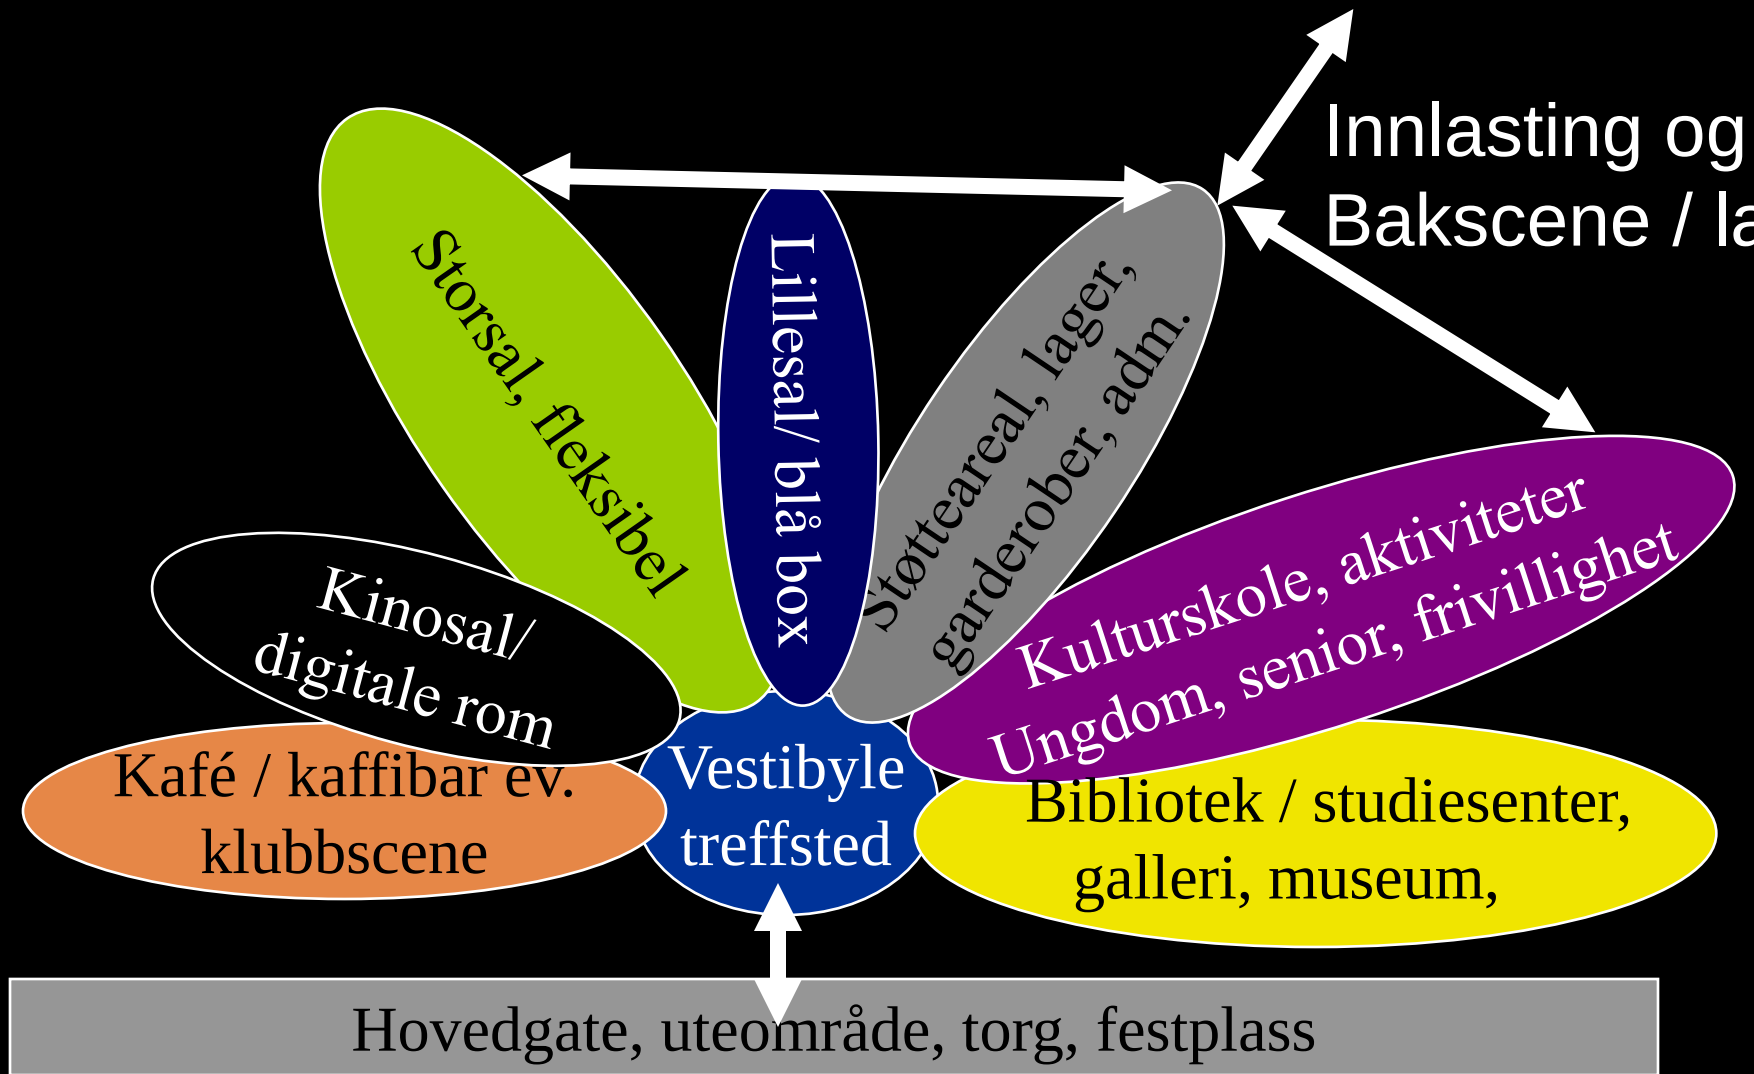 Innlasting og
Bakscene / la
Storsal, fleksibel
Lillesal/ blå box
Støtteareal, lager,
garderober, adm.
Kulturskole, aktiviteter
Ungdom, senior, frivillighet
Kinosal/
digitale rom
Kafé / kaffibar ev.
klubbscene
Vestibyle
treffsted
Bibliotek / studiesenter,
galleri, museum,
Hovedgate, uteområde, torg, festplass